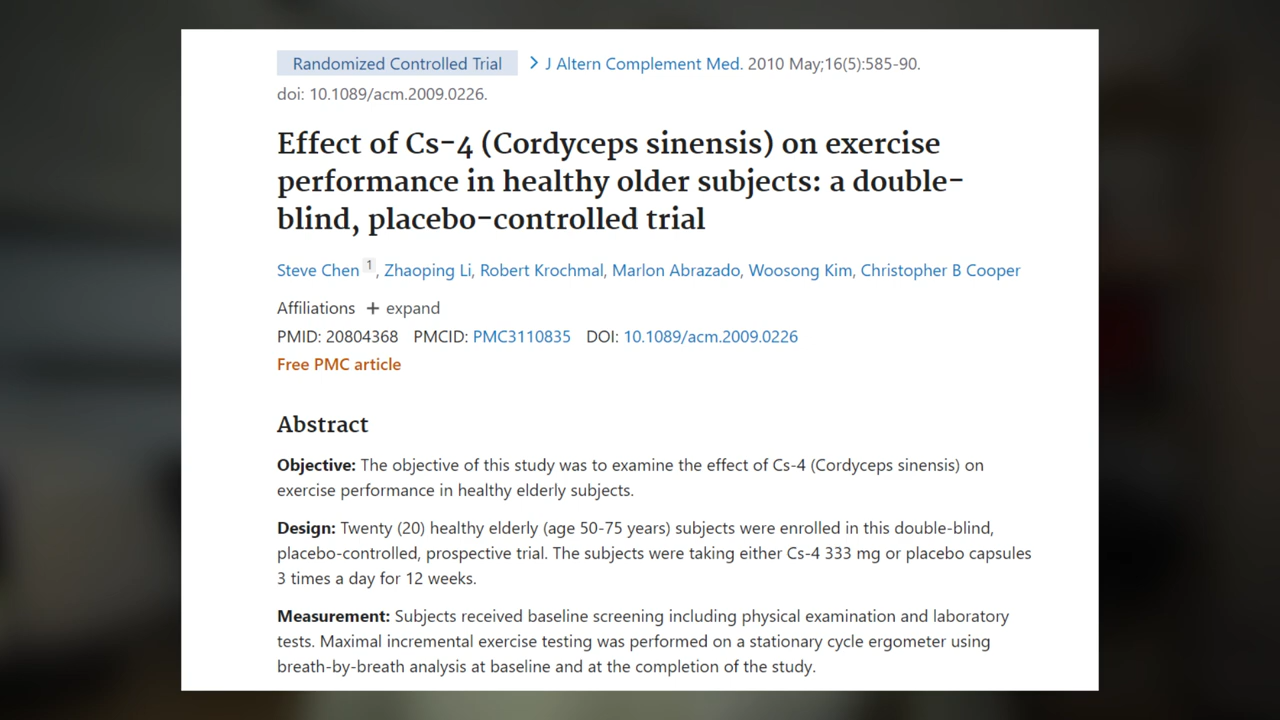 Randomized Controlled Trial > J Altern Complement Med. 2010 May;16(5):585-90.
doi: 10.1089/acm.2009.0226.
Effect of Cs-4 (Cordyceps sinensis) on exercise
performance in healthy older subjects: a double-
blind, placebo-controlled trial
Steve Chen 1, Zhaoping Li, Robert Krochmal, Marlon Abrazado, Woosong Kim, Christopher B Cooper
Affiliations + expand
PMID: 20804368 PMCID: PMC3110835 DOI: 10.1089/acm.2009.0226
Free PMC article
Abstract
Objective: The objective of this study was to examine the effect of Cs-4 (Cordyceps sinensis) on
exercise performance in healthy elderly subjects.
Design: Twenty (20) healthy elderly (age 50-75 years) subjects were enrolled in this double-blind,
placebo-controlled, prospective trial. The subjects were taking either Cs-4 333 mg or placebo capsules
3 times a day for 12 weeks.
Measurement: Subjects received baseline screening including physical examination and laboratory
tests. Maximal incremental exercise testing was performed on a stationary cycle ergometer using
breath-by-breath analysis at baseline and at the completion of the study.